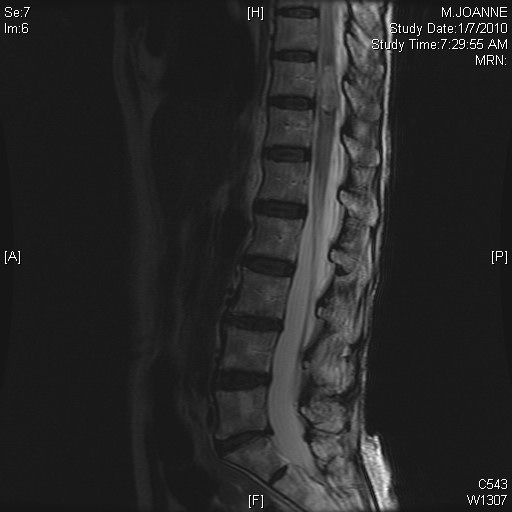 Se:7
Im:6
[H]
M.JOANNE
Study Date:1/7/2010
Study Time:7:29:55 AM
MRN:
[A]
[P]
[F]
C543
W1307